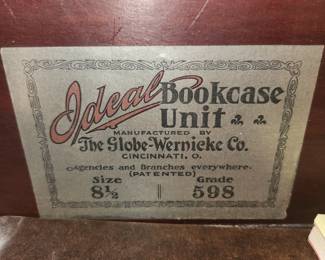 Ideal Bookcase
Unit
MANUFACTURED BY
The Globe-Wernicke Co.
CINCINNATI, O.
Agencies and Branches everywhere.
(PATENTED)
Size Grade
8½ 598